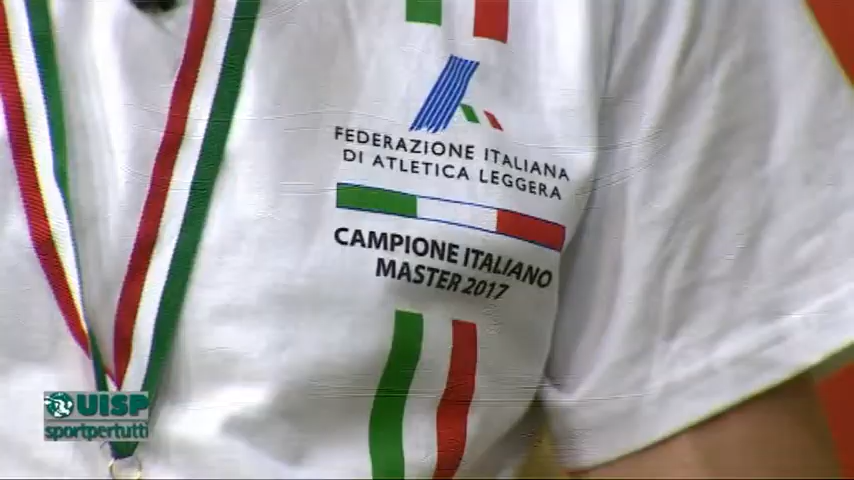 FEDERAZIONE ITALIANA
DI ATLETICA LEGGERA
CAMPIONE ITALIANO
MASTER 2017
UISP
sportpertutti